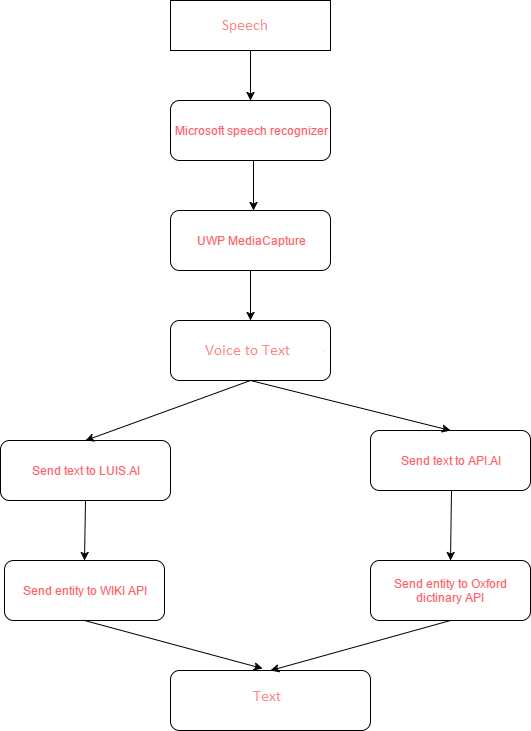 Speech
Microsoft speech recognizer
UWP MediaCapture
Voice to Text
Send text to LUIS.AI
Send text to API.AI
Send entity to WIKI API
Send entity to Oxford
dictinary API
Text